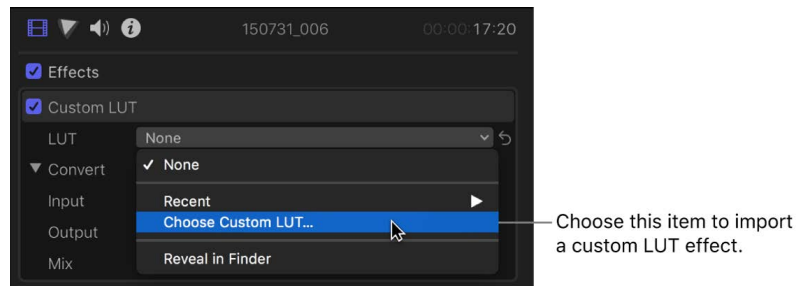 150731_006 00:00:17:20
Effects
Custom LUT
LUT None
✓ None
Convert
Input Recent
Choose Custom LUT...
Output
Mix Reveal in Finder
Choose this item to import
a custom LUT effect.